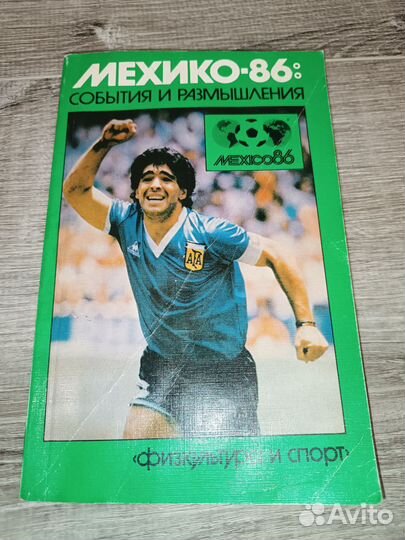 МЕХИКО-86:
СОБЫТИЯ И РАЗМЫШЛЕНИЯ
MEXICO86
AFA
‹физкультура и спорт›
Avito